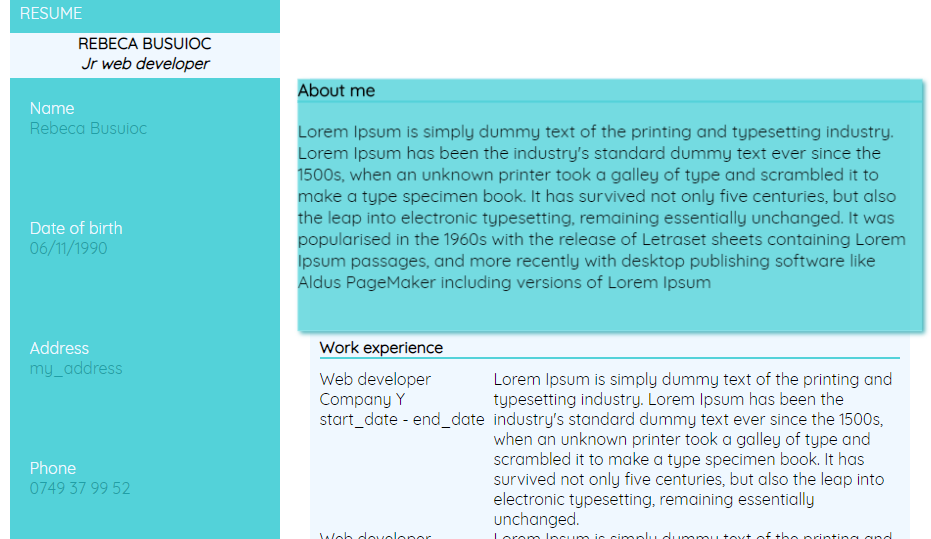 RESUME
REBECA BUSUIOC
Jr web developer
Name
Rebeca Busuioc
Date of birth
06/11/1990
Address
my_address
Phone
0749 37 99 52
About me
Lorem Ipsum is simply dummy text of the printing and typesetting industry.
Lorem Ipsum has been the industry's standard dummy text ever since the
1500s, when an unknown printer took a galley of type and scrambled it to
make a type specimen book. It has survived not only five centuries, but also
the leap into electronic typesetting, remaining essentially unchanged. It was
popularised in the 1960s with the release of Letraset sheets containing Lorem
Ipsum passages, and more recently with desktop publishing software like
Aldus PageMaker including versions of Lorem Ipsum
Work experience
Web developer
Company Y
start_date - end_date
Lorem Ipsum is simply dummy text of the printing and
typesetting industry. Lorem Ipsum has been the
industry's standard dummy text ever since the 1500s,
when an unknown printer took a galley of type and
scrambled it to make a type specimen book. It has
survived not only five centuries, but also the leap into
electronic typesetting, remaining essentially
unchanged.
Web developer
Lorem Ipsum is simply dummy text of the printing and